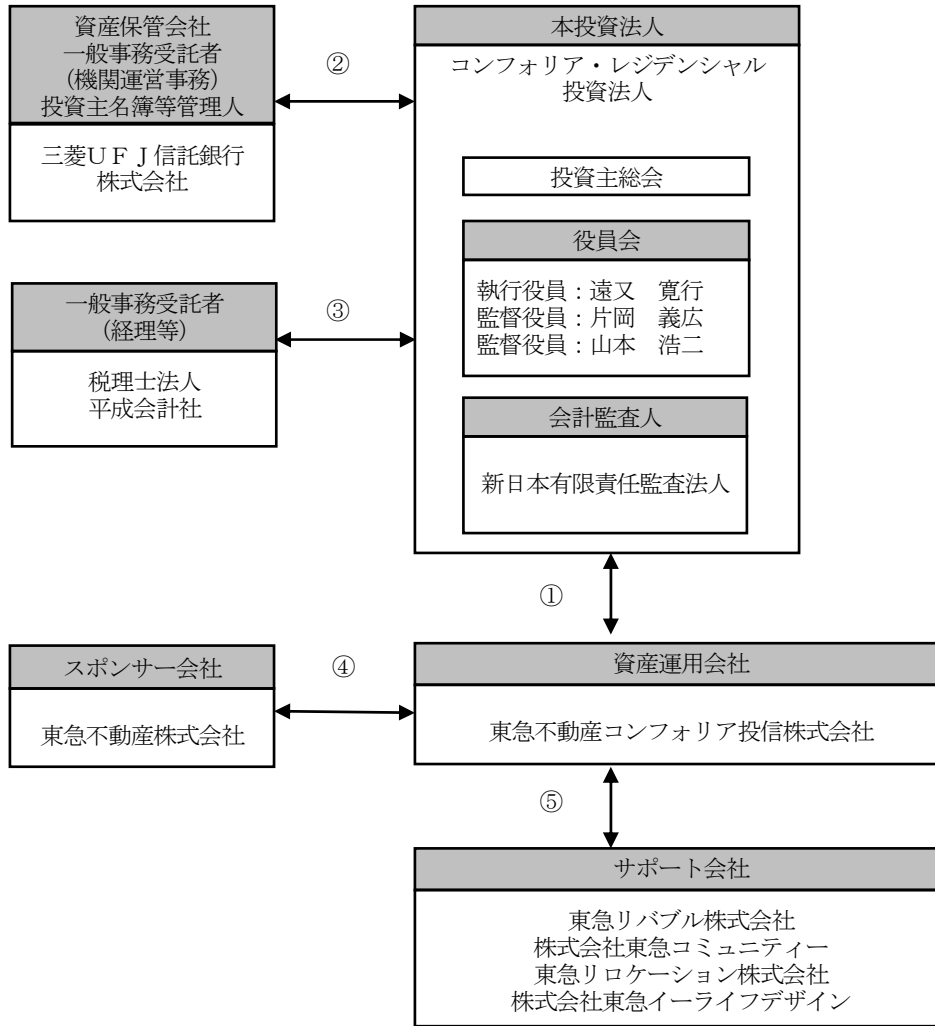 資産保管会社
一般事務受託者
(機関運営事務)
投資主名簿等管理人
三菱ＵＦＪ信託銀行
株式会社
②
本投資法人
コンフォリア・レジデンシャル
投資法人
投資主総会
役員会
執行役員：遠又　寛行
監督役員：片岡　義広
監督役員：山本　浩二
会計監査人
新日本有限責任監査法人
一般事務受託者
(経理等)
税理士法人
平成会計社
③
①
スポンサー会社
東急不動産株式会社
④
資産運用会社
東急不動産コンフォリア投信株式会社
⑤
サポート会社
東急リバブル株式会社
株式会社東急コミュニティー
東急リロケーション株式会社
株式会社東急イーライフデザイン